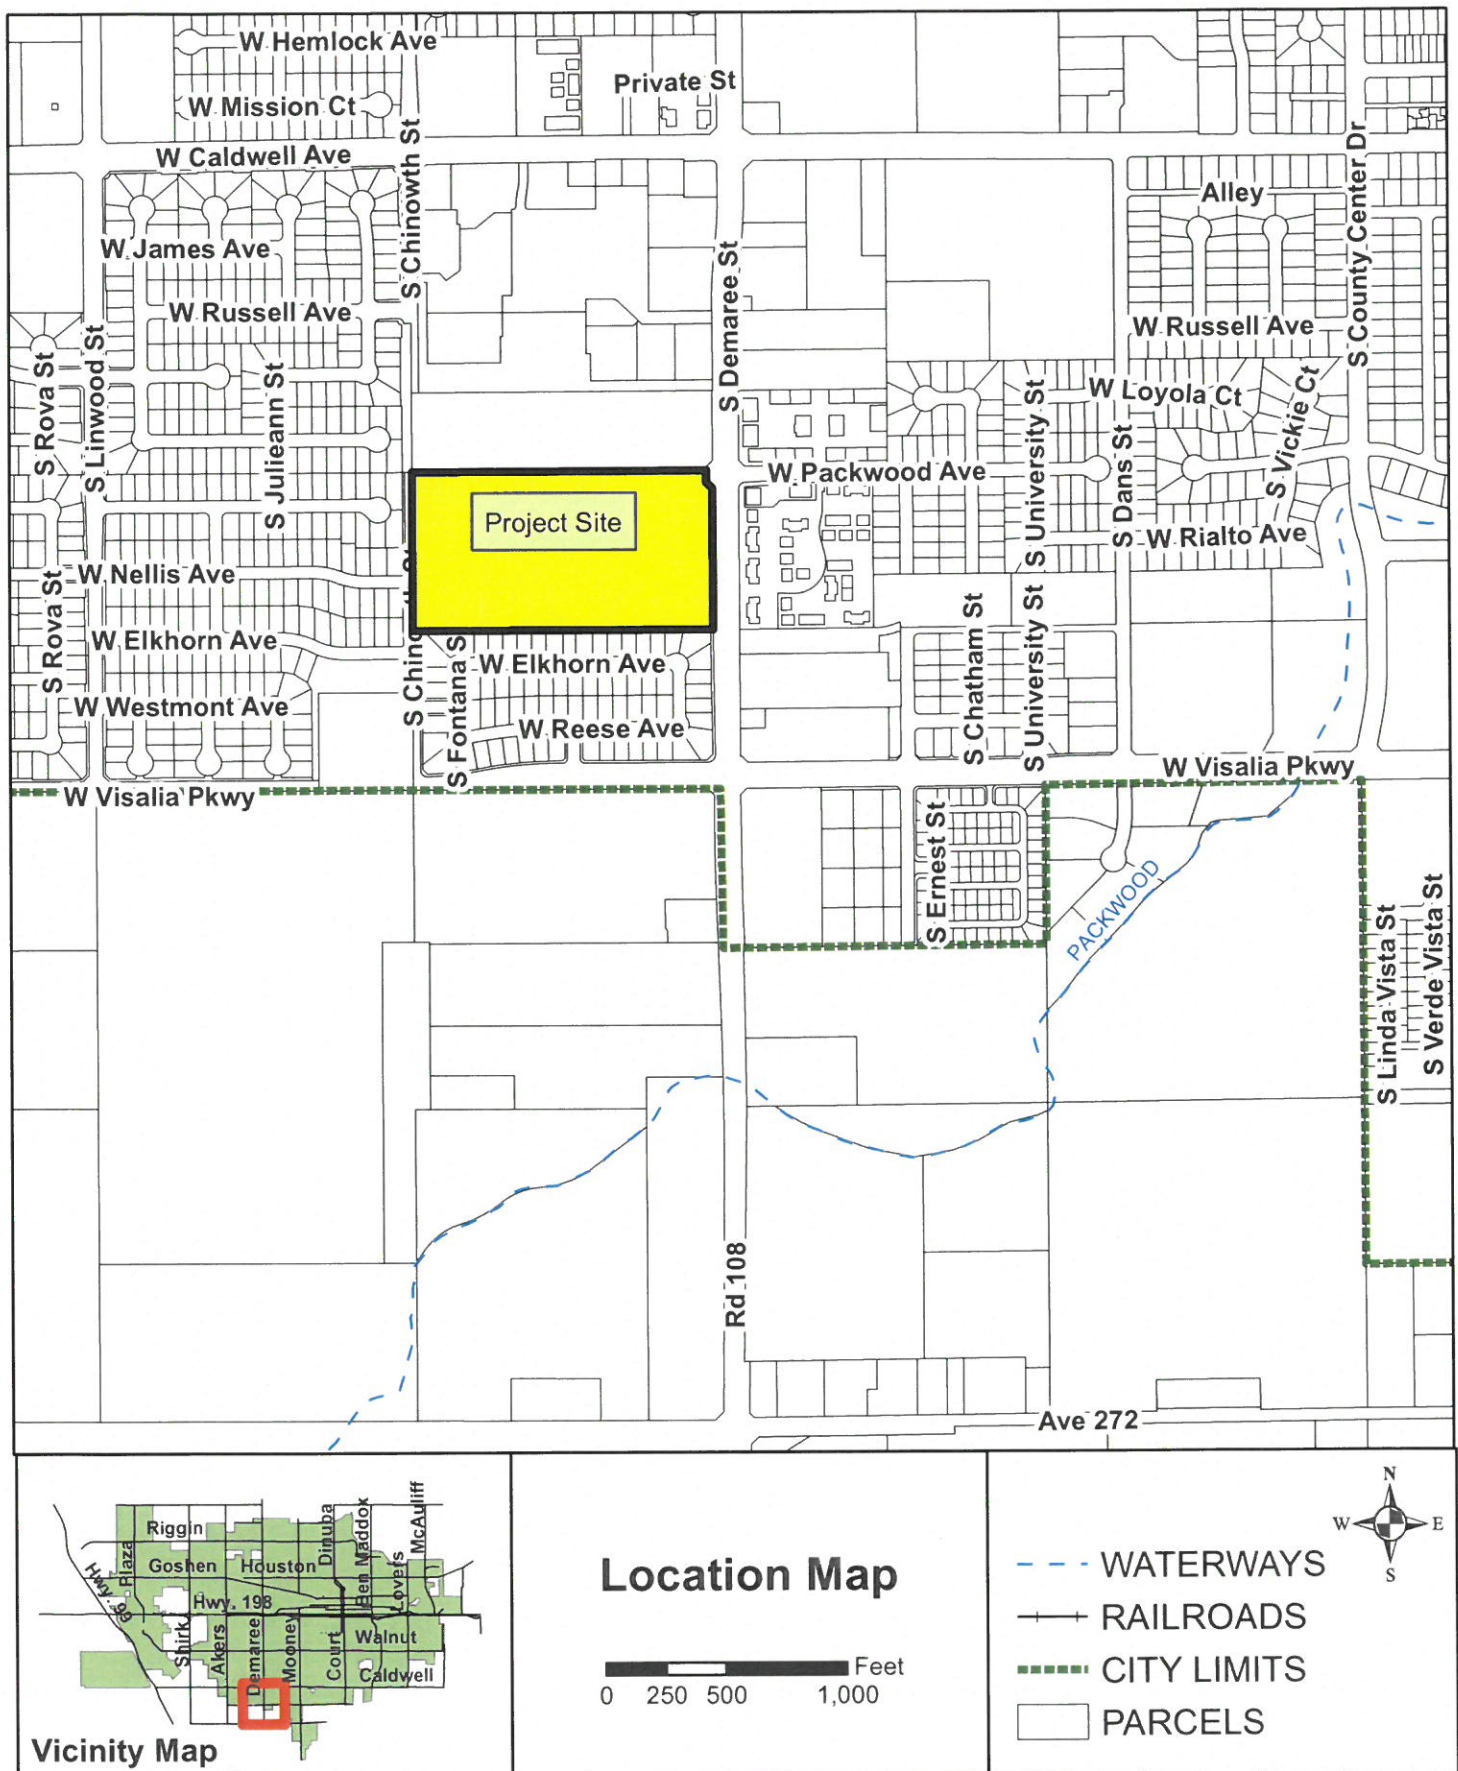 W Hemlock Ave
Private St
W Mission Ct
W Caldwell Ave
S Chinowth St
S County Center Dr
Alley
W James Ave
S Demaree St
W Russell Ave
W Russell Ave
S Rova St
S Linwood St
S Julieann St
S University St
W Loyola Ct
S Vickie Ct
S Dans St
W Packwood Ave
Project Site
W Rialto Ave
W Nellis Ave
S Rova St
W Elkhorn Ave
S Chin
S Fontana S
W Elkhorn Ave
S Chatham St
S University St
W Westmont Ave
W Reese Ave
W Visalia Pkwy
W Visalia Pkwy
S Ernest St
PACKWOOD
S Linda Vista St
S Verde Vista St
Rd 108
Ave 272
Riggin
Plaza
Goshen
Houston
Dinuba
Ben Maddox
McAuliff
Lovers
Hwy. 99
Hwy. 198
Shirk
Akers
Demaree
Mooney
Court
Walnut
Caldwell
Vicinity Map
Location Map
Feet
0 250 500 1,000
N
W E
S
WATERWAYS
RAILROADS
CITY LIMITS
PARCELS